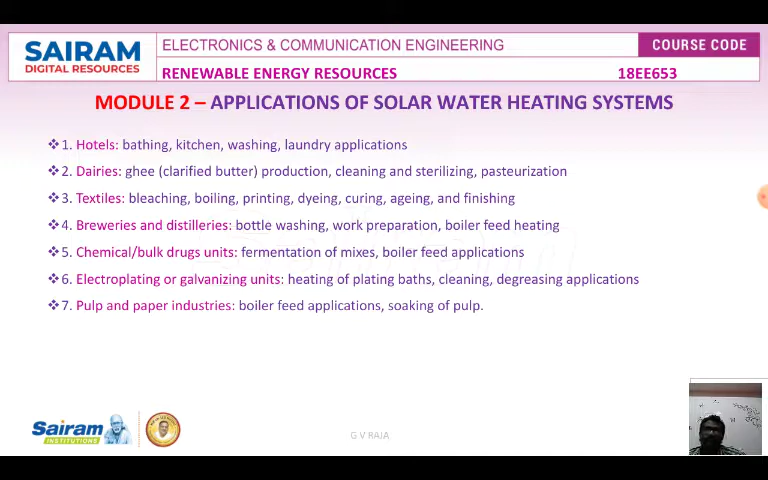 SAIRAM
DIGITAL RESOURCES
ELECTRONICS & COMMUNICATION ENGINEERING
COURSE CODE
RENEWABLE ENERGY RESOURCES
18EE653
MODULE 2 – APPLICATIONS OF SOLAR WATER HEATING SYSTEMS
❖1. Hotels: bathing, kitchen, washing, laundry applications
❖2. Dairies: ghee (clarified butter) production, cleaning and sterilizing, pasteurization
❖3. Textiles: bleaching, boiling, printing, dyeing, curing, ageing, and finishing
❖4. Breweries and distilleries: bottle washing, work preparation, boiler feed heating
❖5. Chemical/bulk drugs units: fermentation of mixes, boiler feed applications
❖6. Electroplating or galvanizing units: heating of plating baths, cleaning, degreasing applications
❖7. Pulp and paper industries: boiler feed applications, soaking of pulp.
Sairam
INSTITUTIONS
G V RAJA